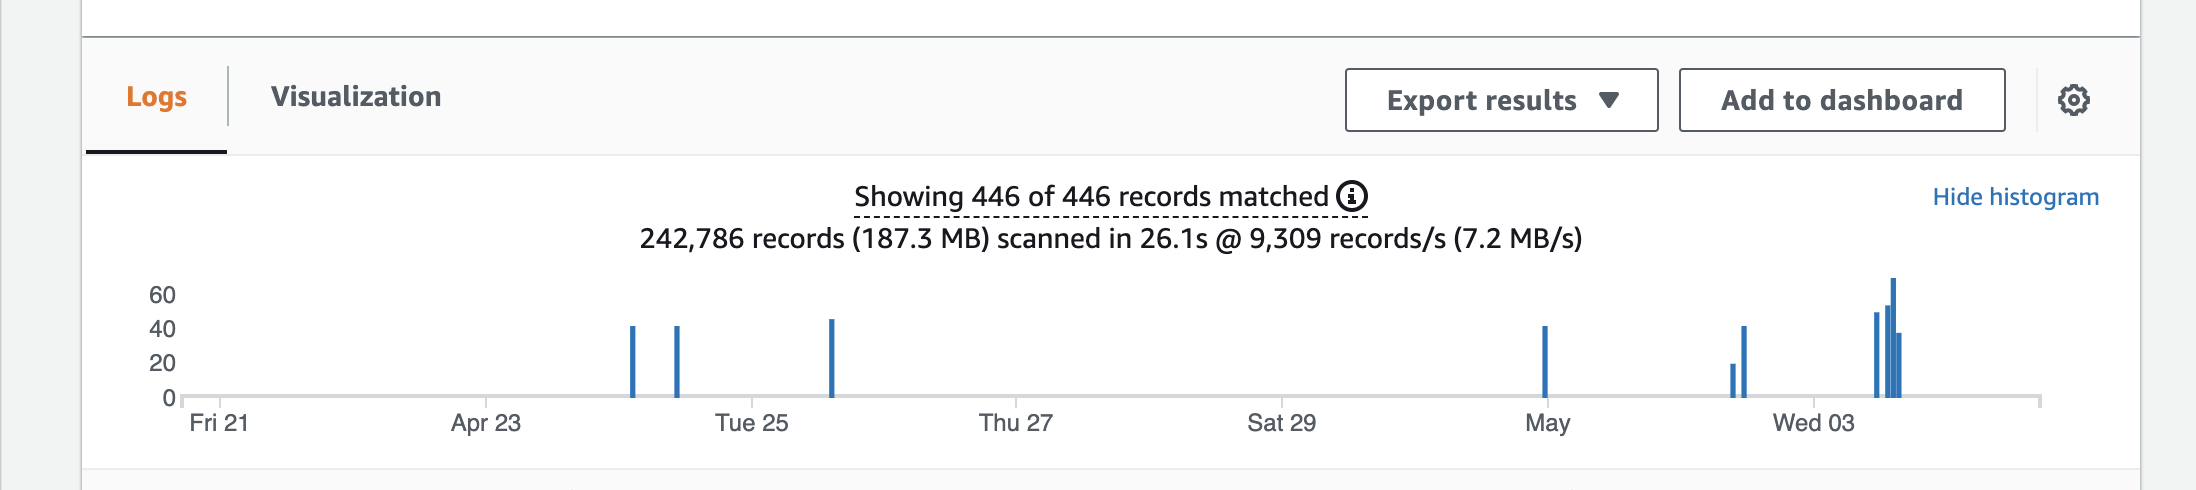 Logs Visualization Export results Add to dashboard
Showing 446 of 446 records matched
Hide histogram
242,786 records (187.3 MB) scanned in 26.1s @ 9,309 records/s (7.2 MB/s)
60
40
20
0
Fri 21 Apr 23 Tue 25 Thu 27 Sat 29 May Wed 03